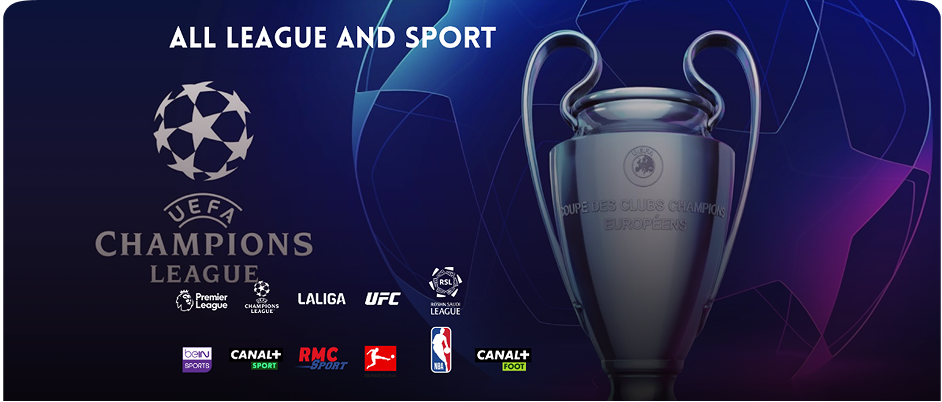 ALL LEAGUE AND SPORT
UEFA
CHAMPIONS
LEAGUE
UEFA
COUPE DES CLUBS CHAMPIONS
EUROPÉENS
Premier
League
CHAMPIONS
LEAGUE
LALIGA
UFC
RSL
ROSHN SAUDI
LEAGUE
beIN
SPORTS
CANAL+
SPORT
RMC
SPORT
NBA
CANAL+
FOOT